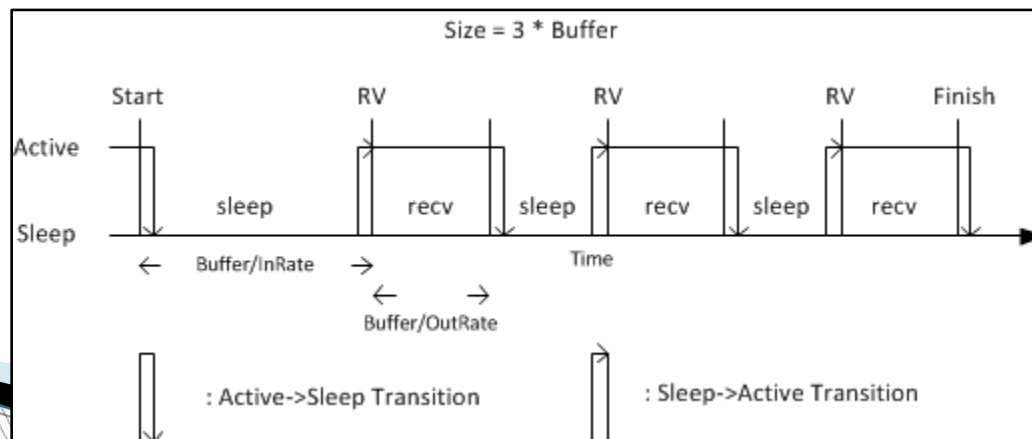 Size = 3 * Buffer
Start RV RV RV Finish
Active
sleep recv sleep recv sleep recv
Sleep
Buffer/InRate Time
Buffer/OutRate
: Active->Sleep Transition : Sleep->Active Transition